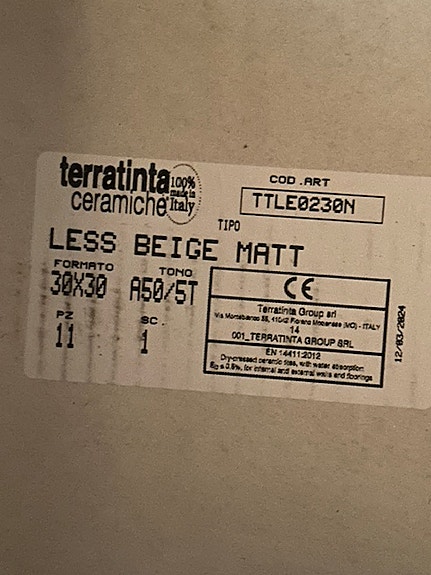 terratinta
ceramiche
100%
made in
Italy
COD.ART
TTLE0230N
TIPO
LESS BEIGE MATT
FORMATO
30X30
TONO
A50/5T
PZ
11
SC.
1
CE
Terratinta Group srl
Via Montebianco 55, 41042 Fiorano Modenese (MO) - ITALY
14
001_TERRATINTA GROUP SRL
EN 14411:2012
Dry-pressed ceramic tiles, with water absorption
Eb ≤ 0.5%, for internal and external walls and floorings
12/03/2024